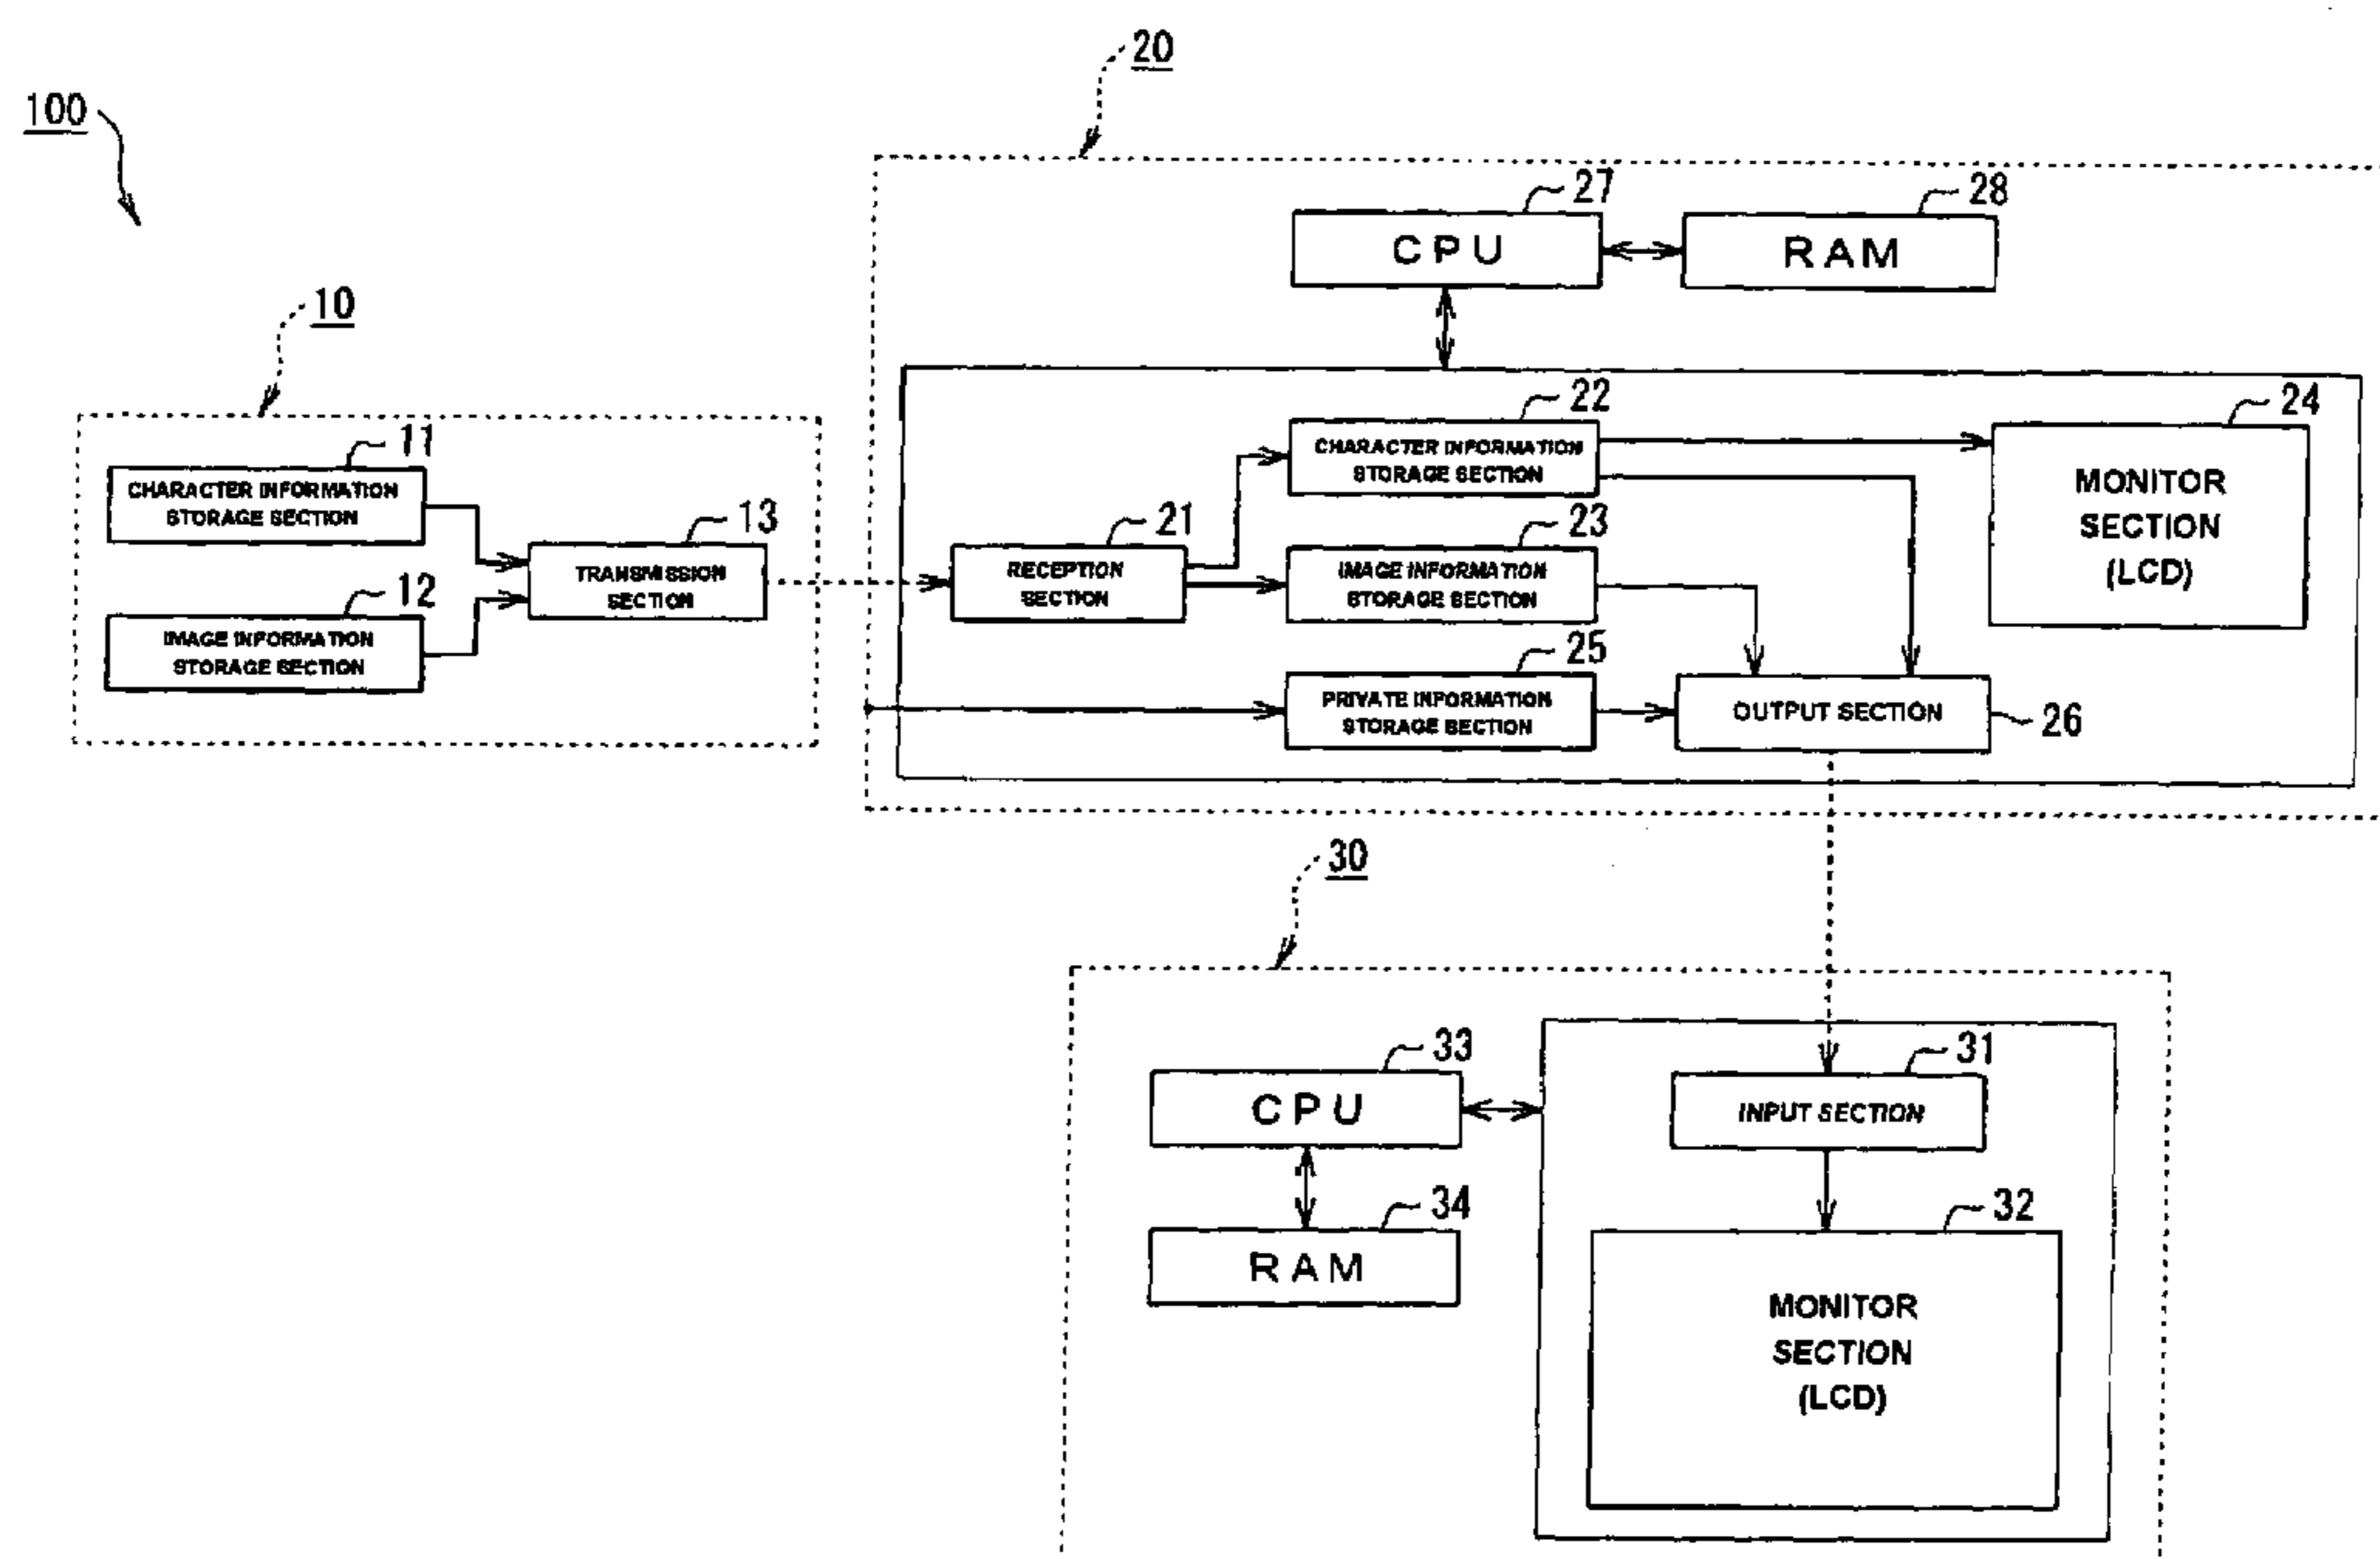 20
100
27
28
CPU
RAM
10
22
24
11
CHARACTER INFORMATION
STORAGE SECTION
MONITOR
SECTION
(LCD)
CHARACTER INFORMATION
STORAGE SECTION
13
21
23
TRANSMISSION
SECTION
RECEPTION
SECTION
IMAGE INFORMATION
STORAGE SECTION
12
IMAGE INFORMATION
STORAGE SECTION
25
PRIVATE INFORMATION
STORAGE SECTION
OUTPUT SECTION
26
30
33
31
CPU
INPUT SECTION
34
32
RAM
MONITOR
SECTION
(LCD)